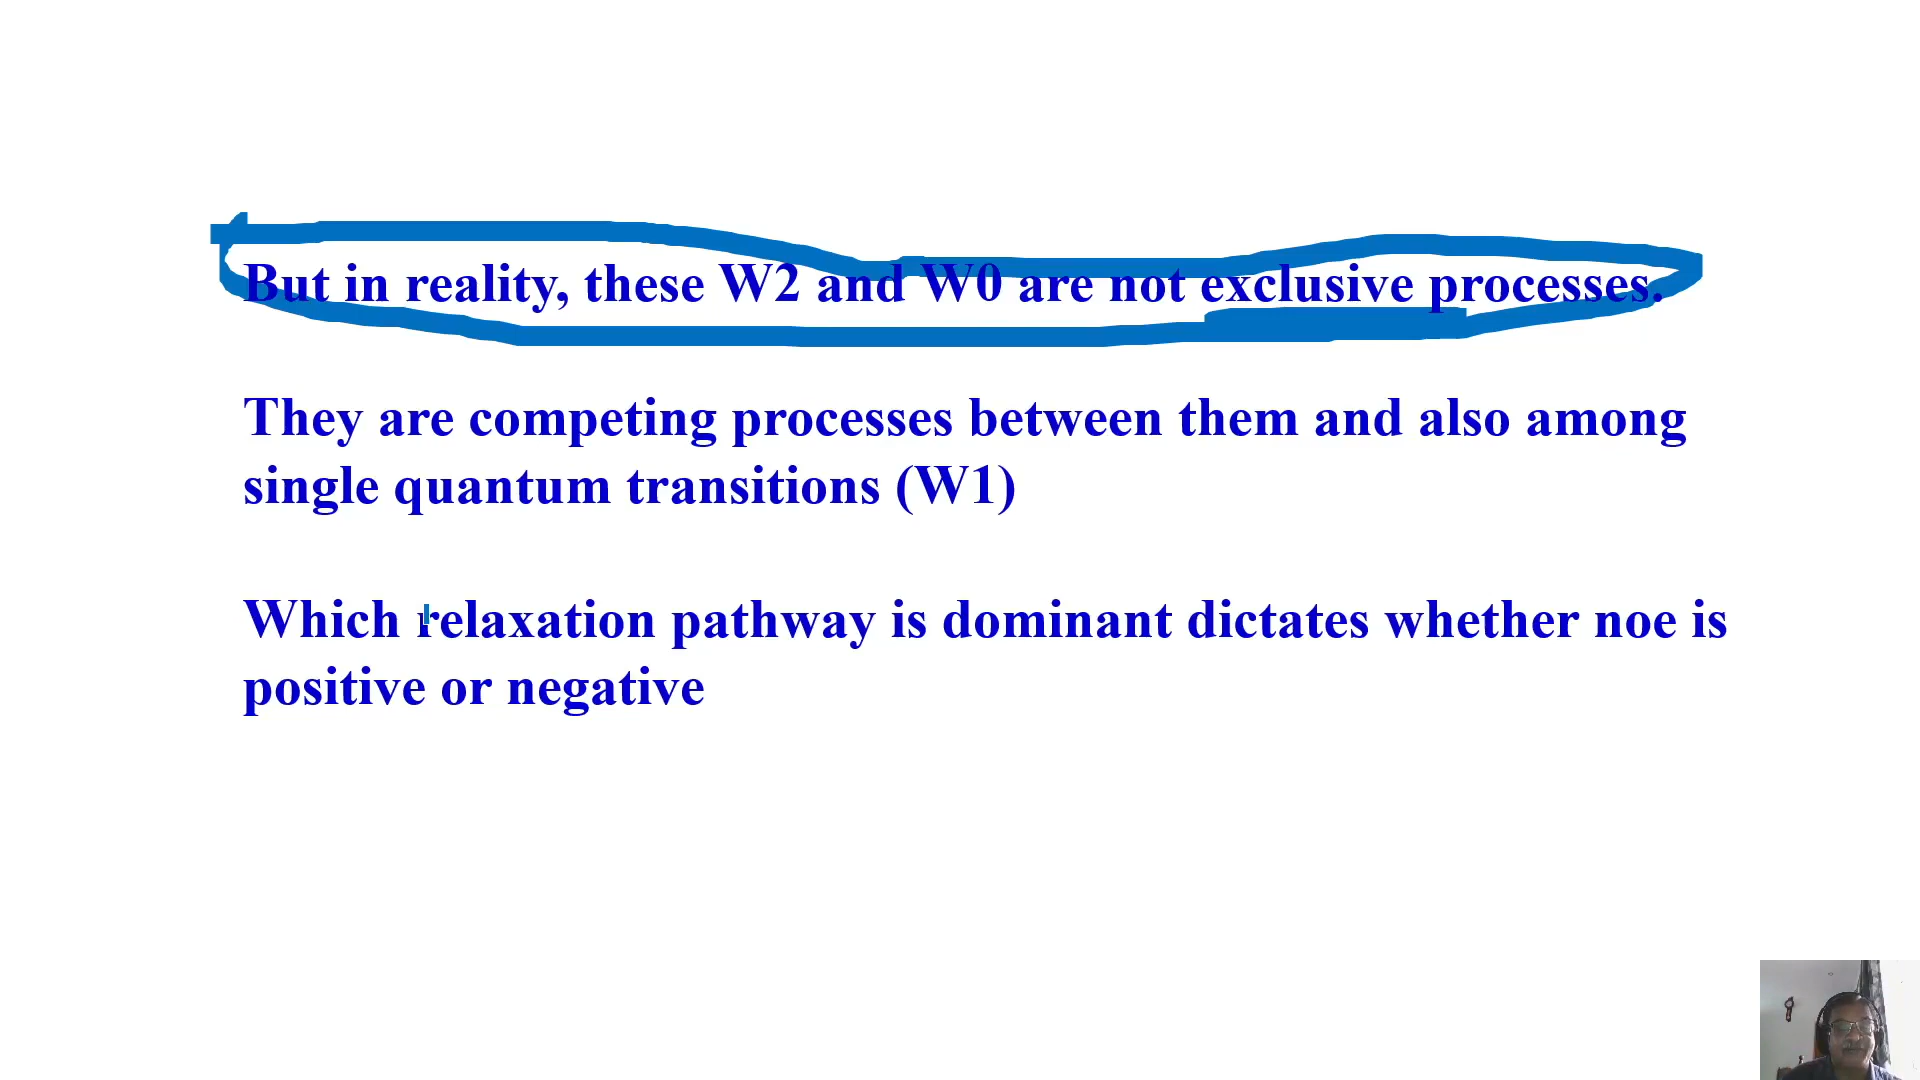 But in reality, these W2 and W0 are not exclusive processes.
They are competing processes between them and also among
single quantum transitions (W1)
Which relaxation pathway is dominant dictates whether noe is
positive or negative